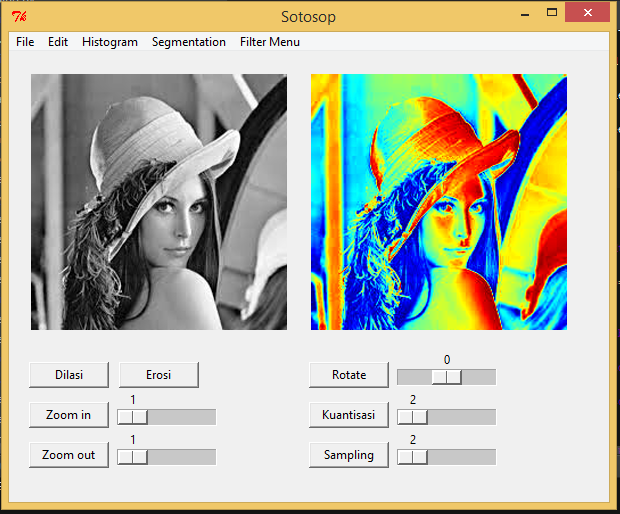 Sotosop
File Edit Histogram Segmentation Filter Menu
Dilasi Erosi Rotate 0
Zoom in 1 Kuantisasi 2
Zoom out 1 Sampling 2